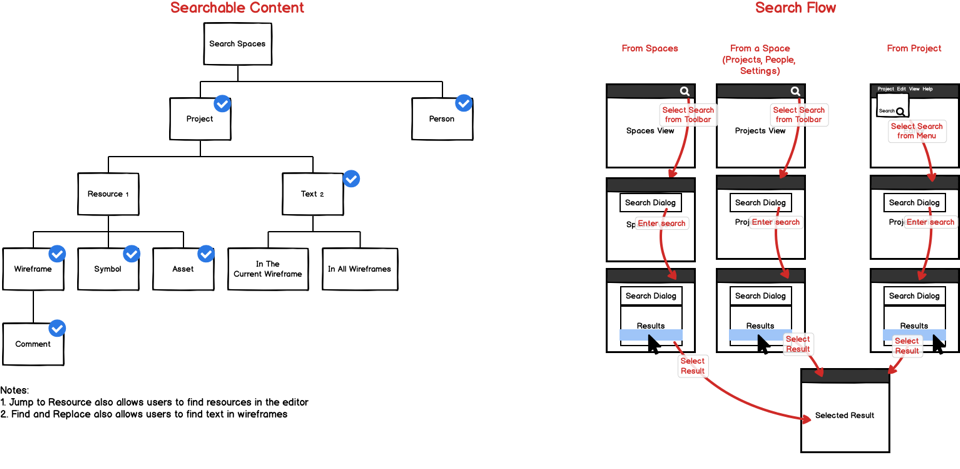 Searchable Content
Search Spaces
Project
Person
Resource 1
Text 2
Wireframe
Symbol
Asset
In The
Current Wireframe
In All Wireframes
Comment
Notes:
1. Jump to Resource also allows users to find resources in the editor
2. Find and Replace also allows users to find text in wireframes
Search Flow
From Spaces
From a Space
(Projects, People,
Settings)
From Project
Select Search
from Toolbar
Spaces View
Select Search
from Toolbar
Projects View
Project Edit View Help
Search
Select Search
from Menu
Search Dialog
Sp
Enter search
Search Dialog
Proj
Enter search
Search Dialog
Proj
Enter search
Search Dialog
Results
Search Dialog
Results
Search Dialog
Results
Select
Result
Select
Result
Select
Result
Selected Result